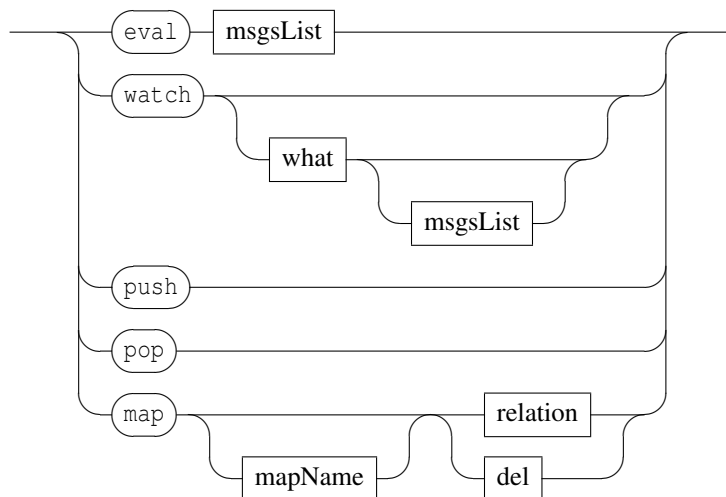 eval msgsList
watch
what
msgsList
push
pop
map relation
mapName del